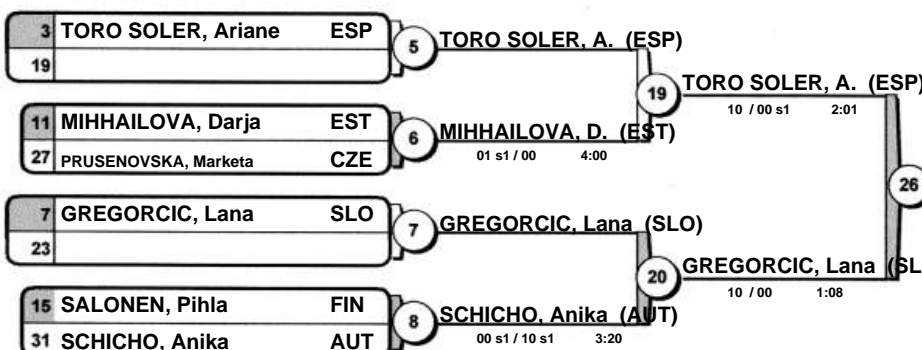 3 TORO SOLER, Ariane ESP
19
5
TORO SOLER, A. (ESP)
11 MIHHAILOVA, Darja EST
27 PRUSENOVSKA, Marketa CZE
6
MIHHAILOVA, D. (EST)
01 s1 / 00 4:00
19
TORO SOLER, A. (ESP)
10 / 00 s1 2:01
7 GREGORCIC, Lana SLO
23
7
GREGORCIC, Lana (SLO)
15 SALONEN, Pihla FIN
31 SCHICHO, Anika AUT
8
SCHICHO, Anika (AUT)
00 s1 / 10 s1 3:20
20
GREGORCIC, Lana (SL
10 / 00 1:08
26